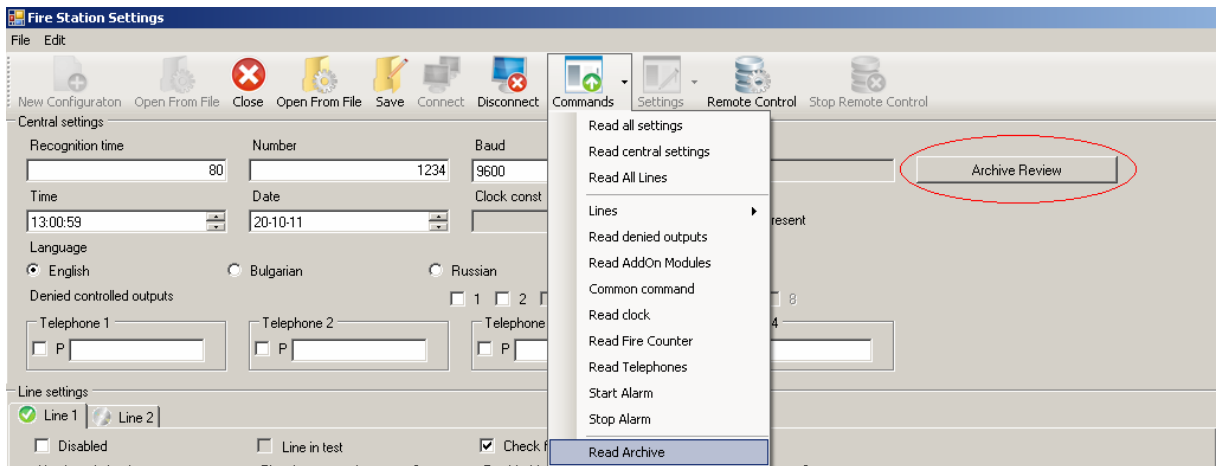 Fire Station Settings
File Edit
New Configuraton Open From File Close Open From File Save Connect Disconnect Commands Settings Remote Control Stop Remote Control
Central settings
Recognition time Number Baud
80 1234 9600 Archive Review
Time Date Clock const
13:00:59 20-10-11 resent
Language
English Bulgarian Russian
Denied controlled outputs 1 2 8
Telephone 1 Telephone 2 Telephone 4
P P P
Line settings
Line 1 Line 2
Disabled Line in test Check f
Read all settings
Read central settings
Read All Lines
Lines
Read denied outputs
Read AddOn Modules
Common command
Read clock
Read Fire Counter
Read Telephones
Start Alarm
Stop Alarm
Read Archive